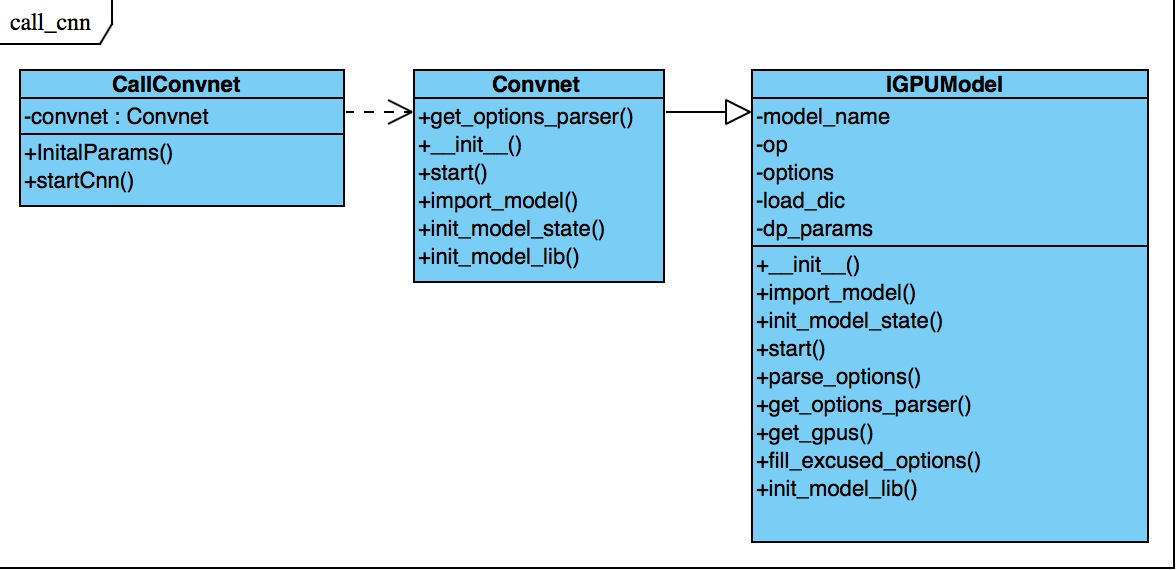 call_cnn
CallConvnet
-convnet : Convnet
+InitalParams()
+startCnn()
Convnet
+get_options_parser()
+__init__()
+start()
+import_model()
+init_model_state()
+init_model_lib()
IGPUModel
-model_name
-op
-options
-load_dic
-dp_params
+__init__()
+import_model()
+init_model_state()
+start()
+parse_options()
+get_options_parser()
+get_gpus()
+fill_excused_options()
+init_model_lib()